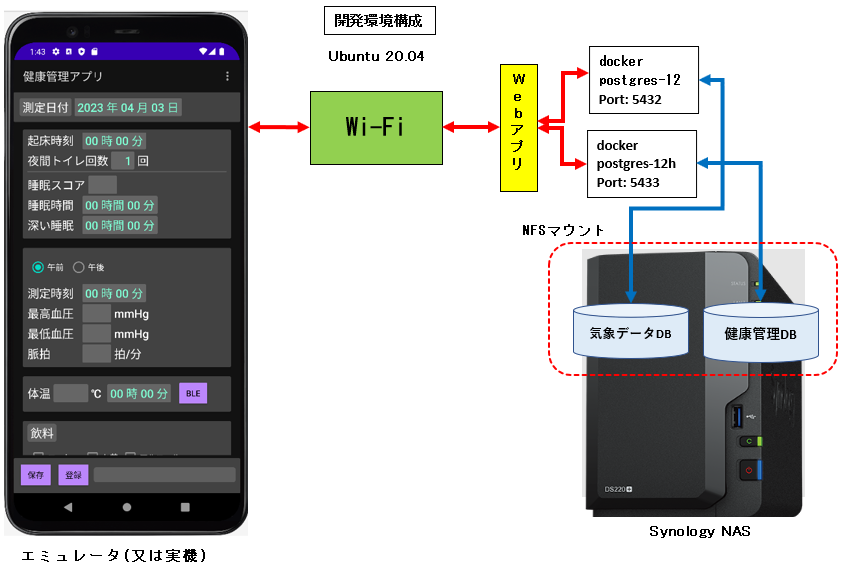 開発環境構成
Ubuntu 20.04
1:43
健康管理アプリ
測定日付 2023 年 04 月 03 日
起床時刻 00 時 00 分
夜間トイレ回数 1 回
睡眠スコア
睡眠時間 00 時間 00 分
深い睡眠 00 時間 00 分
午前 午後
測定時刻 00 時 00 分
最高血圧 mmHg
最低血圧 mmHg
脈拍 拍/分
体温 ℃ 00 時 00 分 BLE
飲料
保存 登録
エミュレータ(又は実機)
Wi-Fi
Webアプリ
docker
postgres-12
Port: 5432
docker
postgres-12h
Port: 5433
NFSマウント
気象データDB
健康管理DB
C
DS220+
Synology NAS